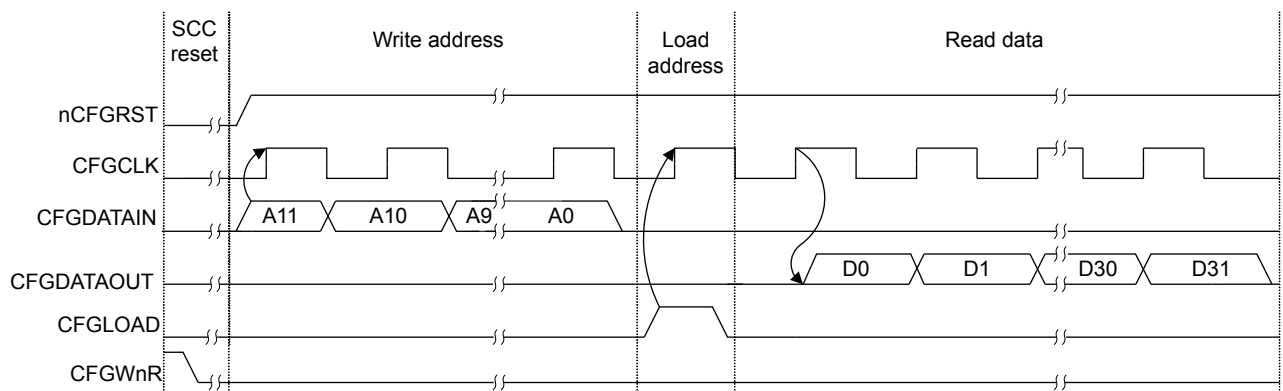 SCC
reset
Write address
Load
address
Read data
nCFGRST
CFGCLK
CFGDATAIN
A11
A10
A9
A0
CFGDATAOUT
D0
D1
D30
D31
CFGLOAD
CFGWnR